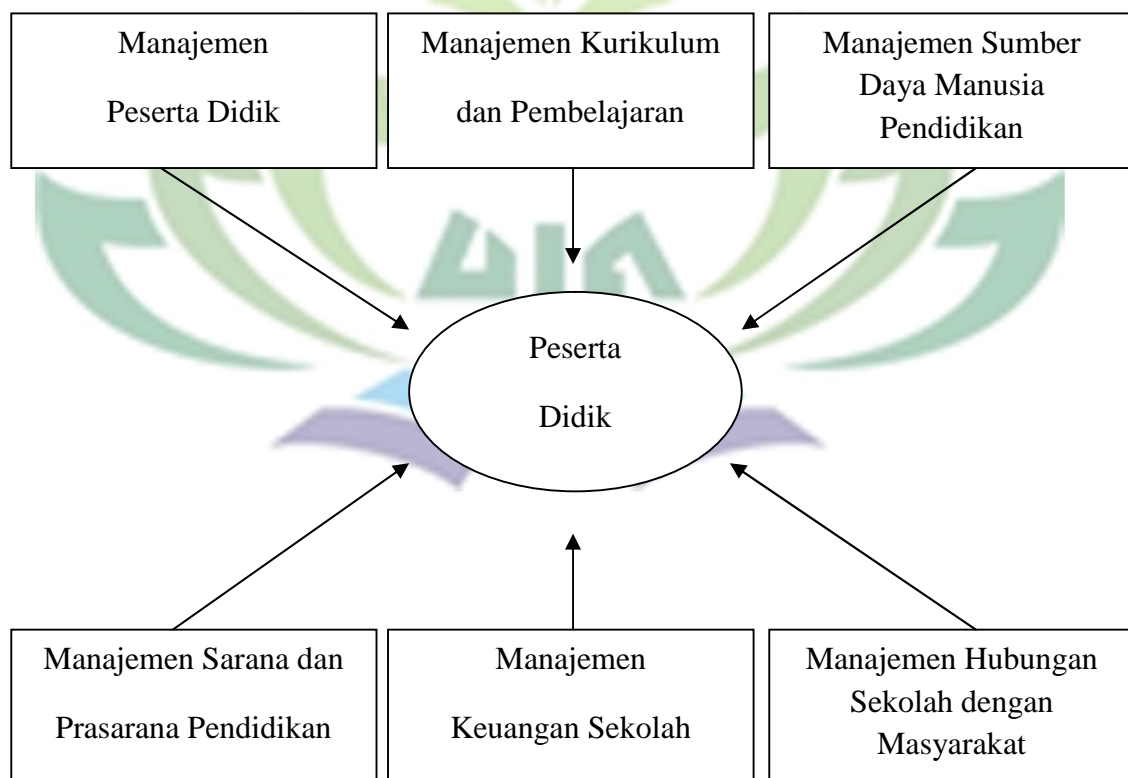 Manajemen
Peserta Didik
Manajemen Kurikulum
dan Pembelajaran
Manajemen Sumber
Daya Manusia
Pendidikan
Peserta
Didik
Manajemen Sarana dan
Prasarana Pendidikan
Manajemen
Keuangan Sekolah
Manajemen Hubungan
Sekolah dengan
Masyarakat